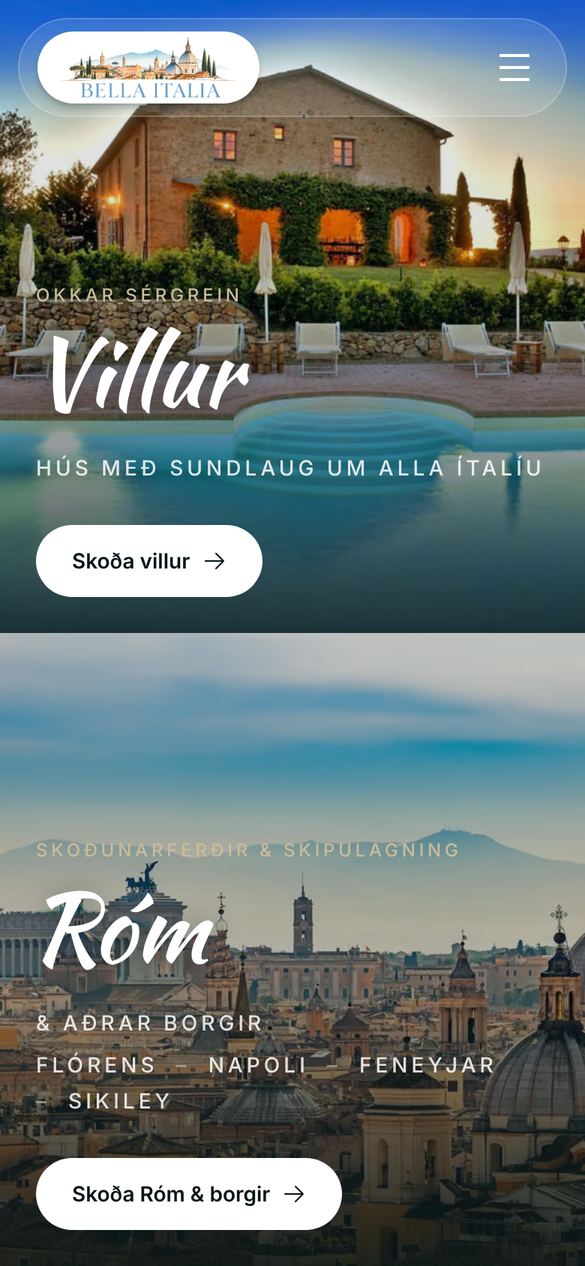 BELLA ITALIA
OKKAR SÉRGREIN
Villur
HÚS MEÐ SUNDLAUG UM ALLA ÍTALÍU
Skoða villur →
SKOÐUNARFERÐIR & SKIPULAGNING
Róm
& AÐRAR BORGIR
FLÓRENS – NAPOLI – FENEYJAR
– SIKILEY
Skoða Róm & borgir →